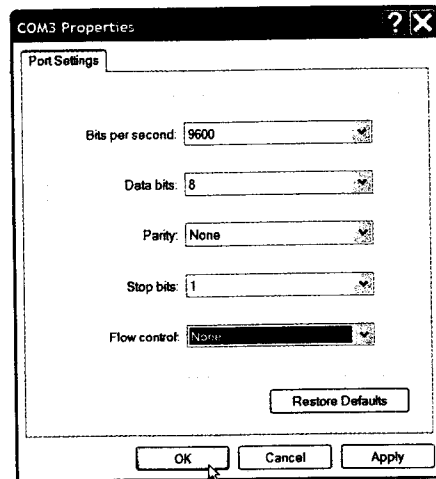 COM3 Properties
Port Settings
Bits per second: 9600
Data bits: 8
Parity: None
Stop bits: 1
Flow control: None
Restore Defaults
OK Cancel Apply